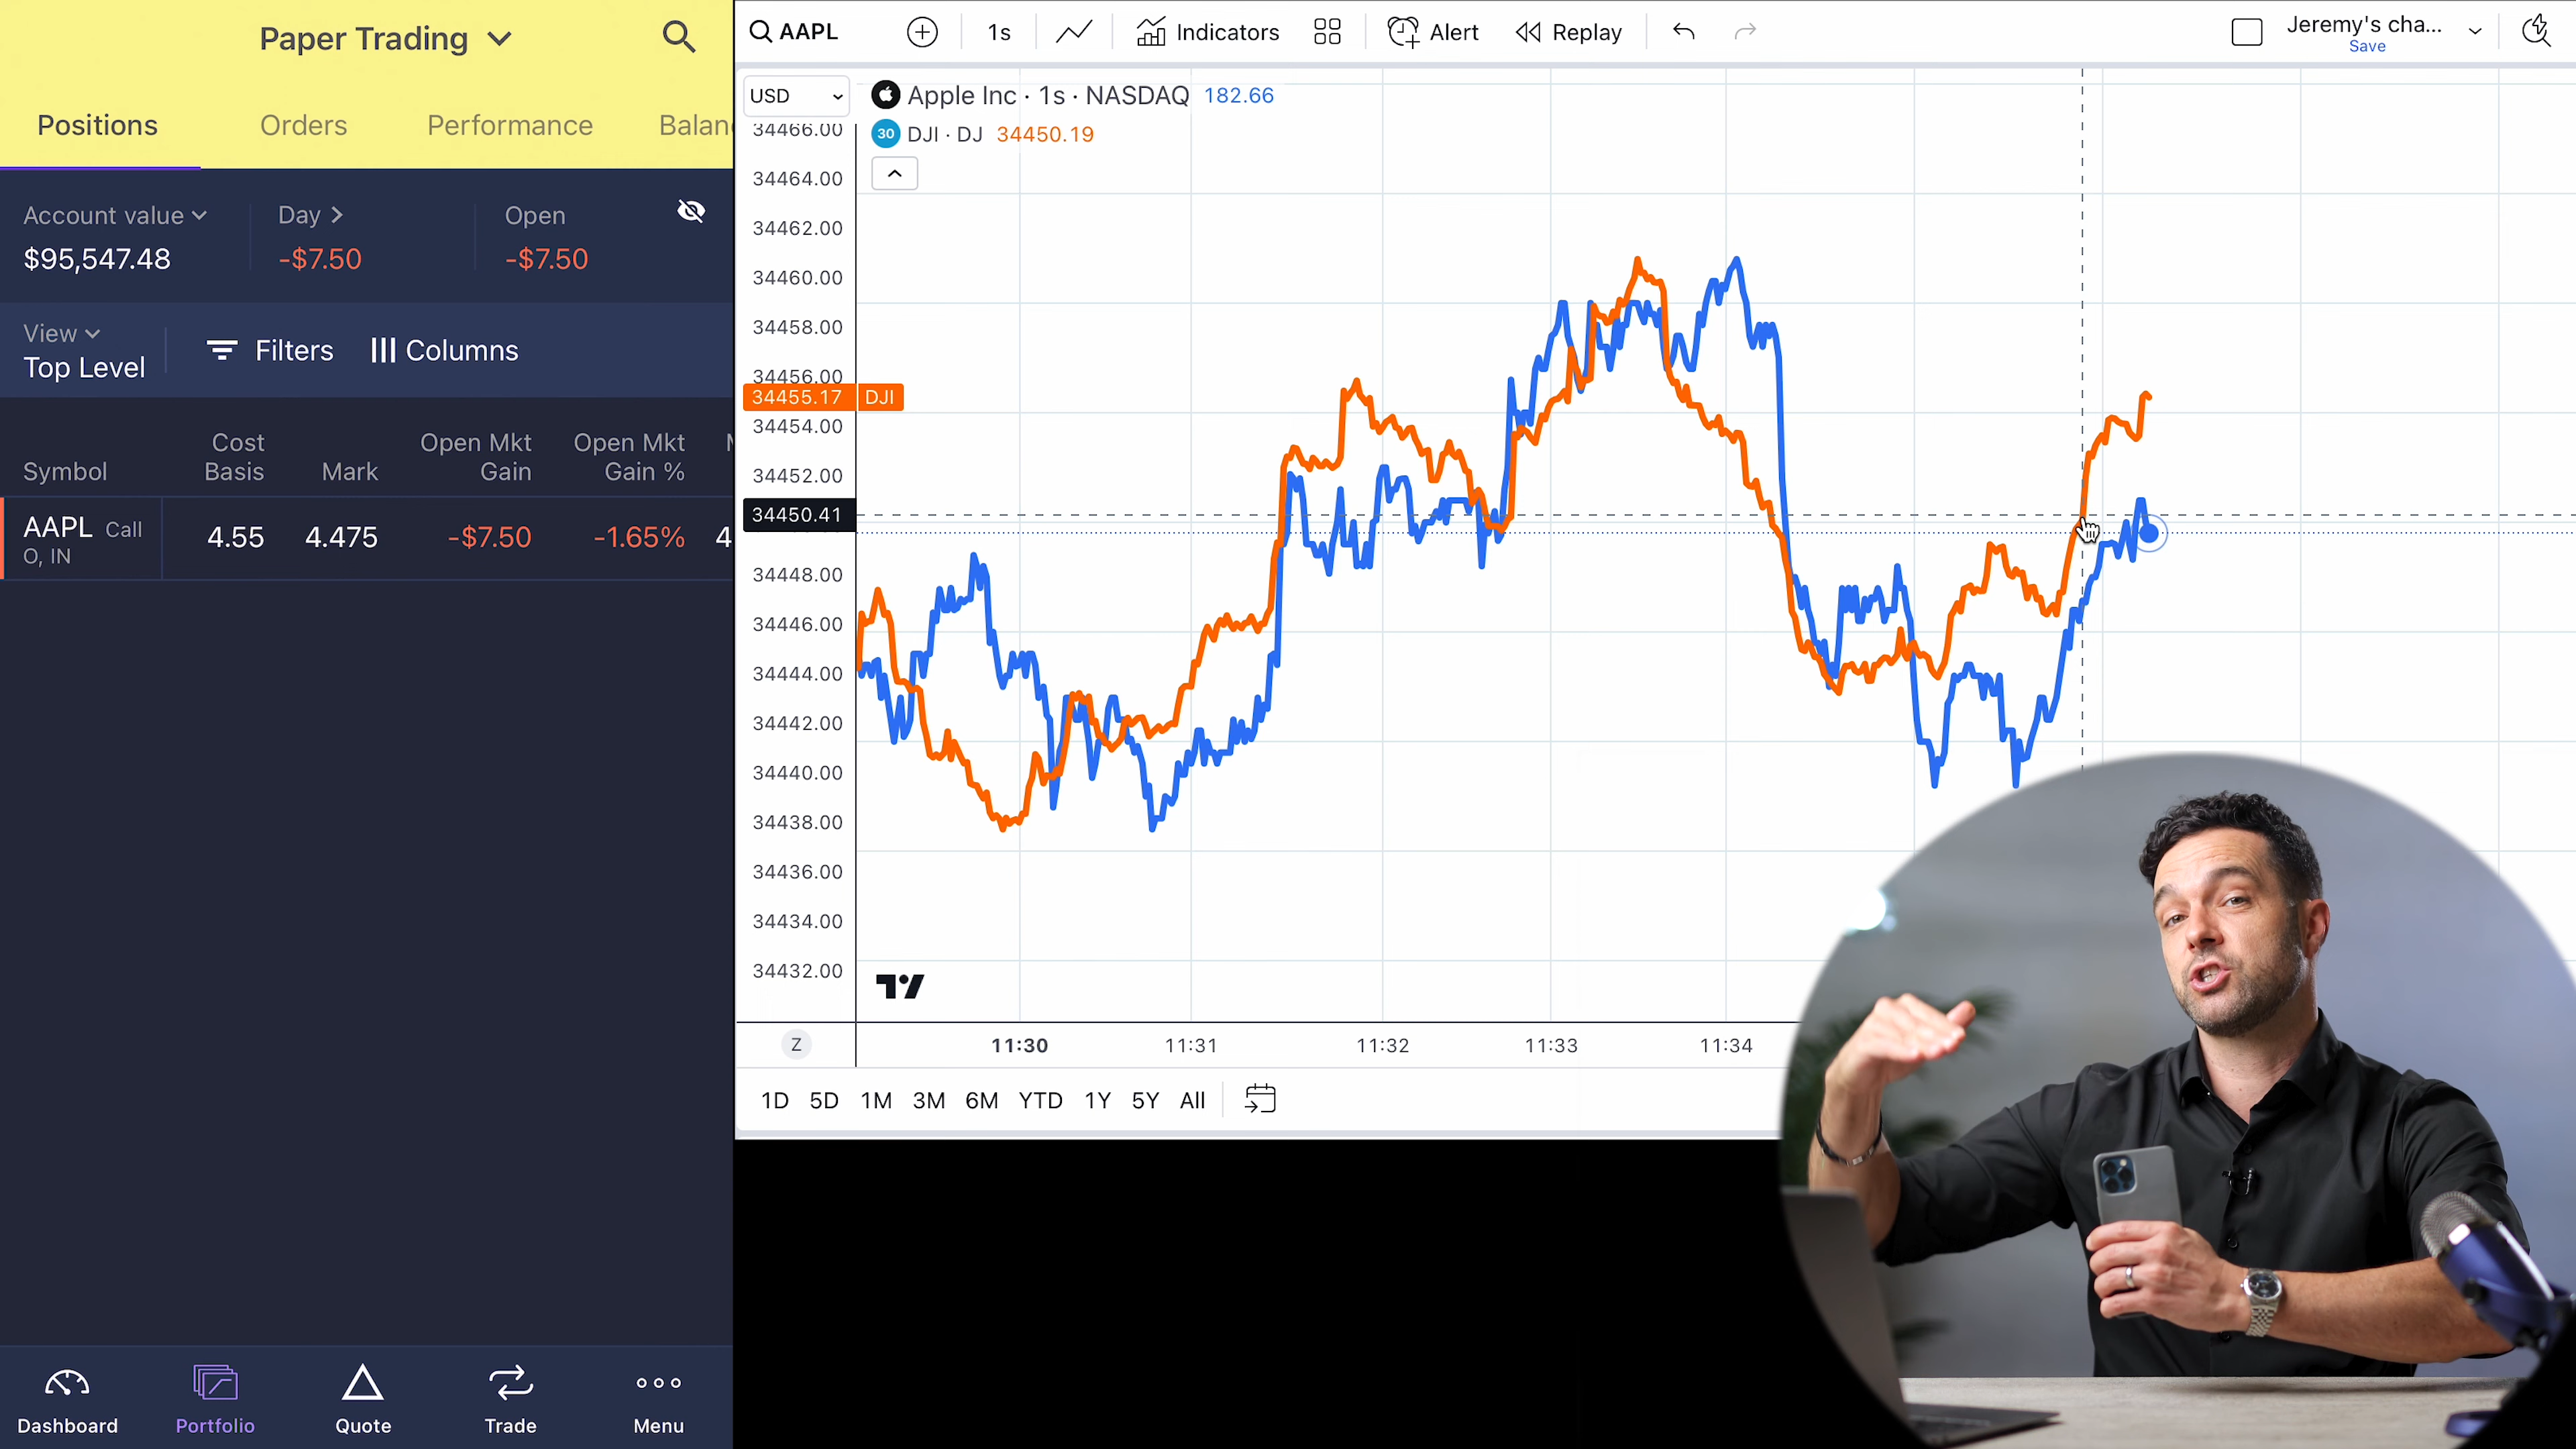 Paper Trading
Positions Orders Performance Balan
Account value Day Open
$95,547.48 -$7.50 -$7.50
View
Top Level Filters Columns
Symbol Cost Basis Mark Open Mkt Gain Open Mkt Gain % M
AAPL Call 4.55 4.475 -$7.50 -1.65% 4
O, IN
Dashboard Portfolio Quote Trade Menu
AAPL 1s Indicators Alert Replay Jeremy's cha...
Save
USD Apple Inc · 1s · NASDAQ 182.66
30 DJI · DJ 34450.19
34466.00
34464.00
34462.00
34460.00
34458.00
34456.00
34455.17 DJI
34454.00
34452.00
34450.41
34448.00
34446.00
34444.00
34442.00
34440.00
34438.00
34436.00
34434.00
34432.00
Z 11:30 11:31 11:32 11:33 11:34
1D 5D 1M 3M 6M YTD 1Y 5Y All